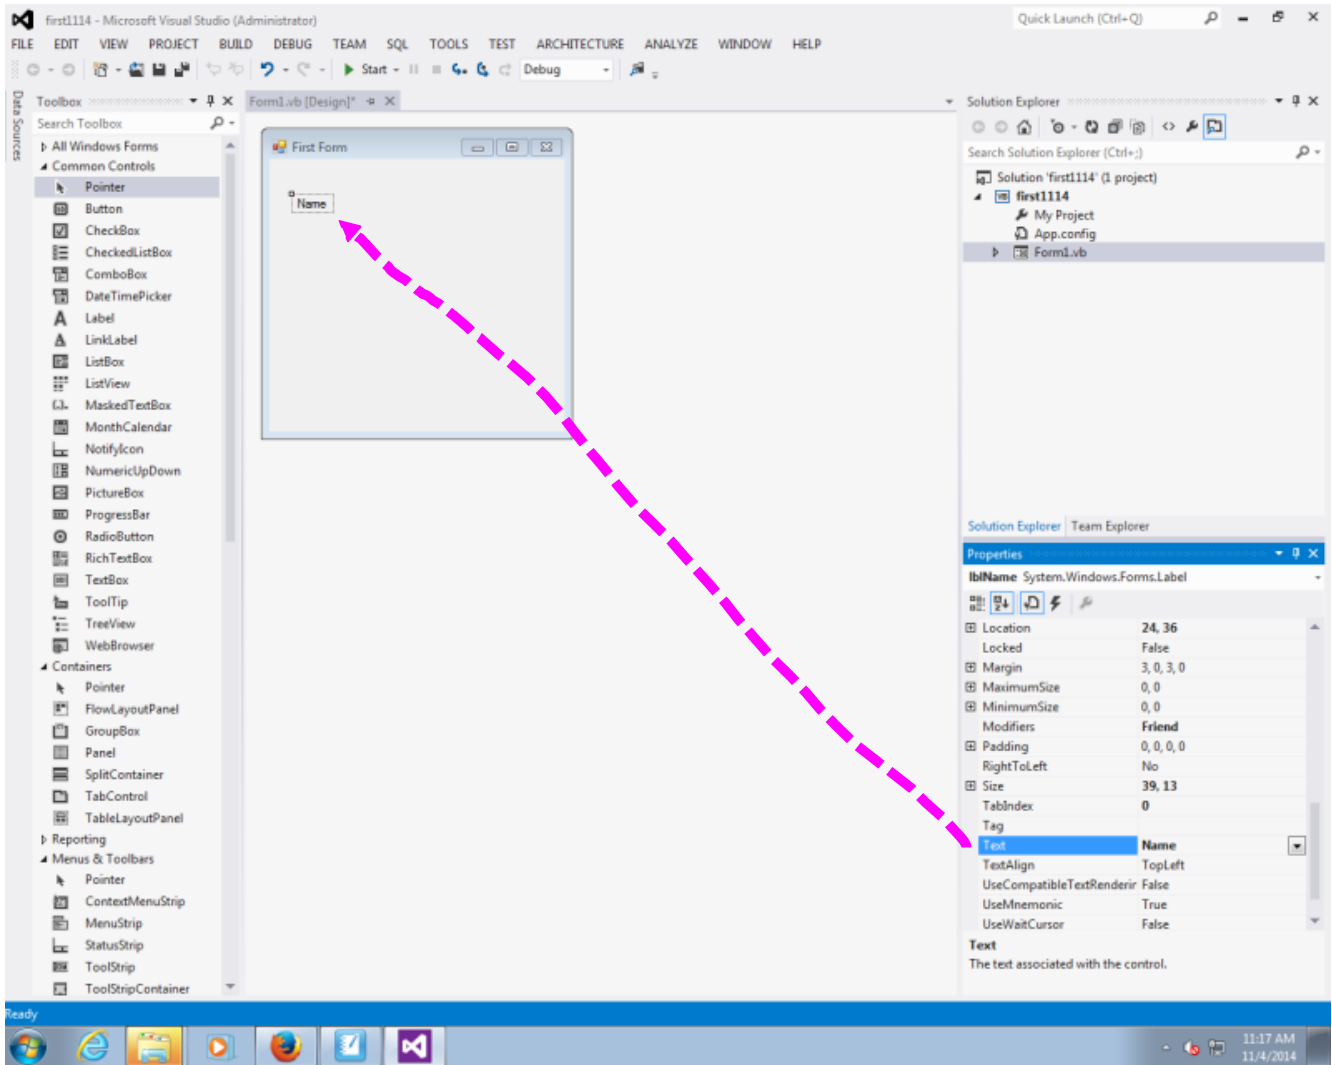 first1114 - Microsoft Visual Studio (Administrator)
Quick Launch (Ctrl+Q)
FILE EDIT VIEW PROJECT BUILD DEBUG TEAM SQL TOOLS TEST ARCHITECTURE ANALYZE WINDOW HELP
Start
Debug
Data Sources
Toolbox
Search Toolbox
All Windows Forms
Common Controls
Pointer
Button
CheckBox
CheckedListBox
ComboBox
DateTimePicker
Label
LinkLabel
ListBox
ListView
MaskedTextBox
MonthCalendar
NotifyIcon
NumericUpDown
PictureBox
ProgressBar
RadioButton
RichTextBox
TextBox
ToolTip
TreeView
WebBrowser
Containers
Pointer
FlowLayoutPanel
GroupBox
Panel
SplitContainer
TabControl
TableLayoutPanel
Reporting
Menus & Toolbars
Pointer
ContextMenuStrip
MenuStrip
StatusStrip
ToolStrip
ToolStripContainer
Form1.vb [Design]*
First Form
Name
Solution Explorer
Search Solution Explorer (Ctrl+;)
Solution 'first1114' (1 project)
first1114
My Project
App.config
Form1.vb
Solution Explorer Team Explorer
Properties
lblName System.Windows.Forms.Label
Location 24, 36
Locked False
Margin 3, 0, 3, 0
MaximumSize 0, 0
MinimumSize 0, 0
Modifiers Friend
Padding 0, 0, 0, 0
RightToLeft No
Size 39, 13
TabIndex 0
Tag
Text Name
TextAlign TopLeft
UseCompatibleTextRenderin False
UseMnemonic True
UseWaitCursor False
Text
The text associated with the control.
Ready
11:17 AM
11/4/2014